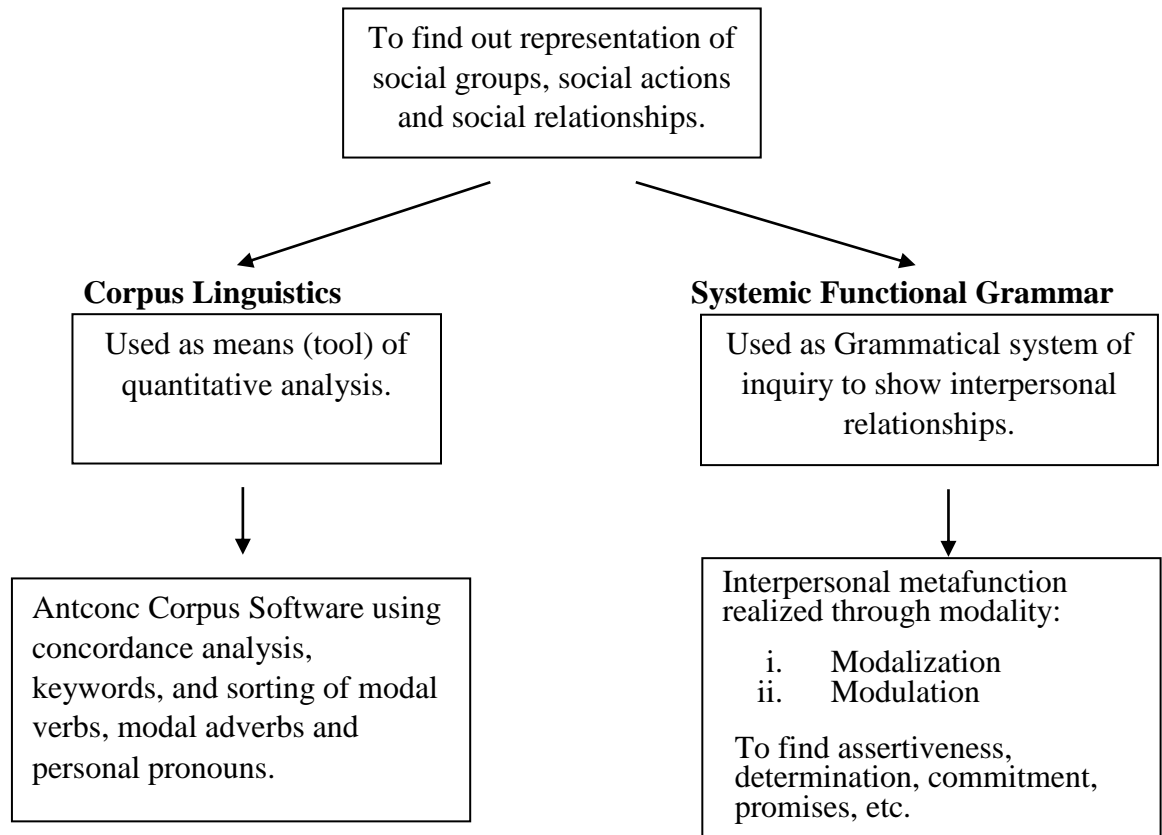 To find out representation of
social groups, social actions
and social relationships.
Corpus Linguistics
Used as means (tool) of
quantitative analysis.
Systemic Functional Grammar
Used as Grammatical system of
inquiry to show interpersonal
relationships.
Antconc Corpus Software using
concordance analysis,
keywords, and sorting of modal
verbs, modal adverbs and
personal pronouns.
Interpersonal metafunction
realized through modality:
i. Modalization
ii. Modulation
To find assertiveness,
determination, commitment,
promises, etc.